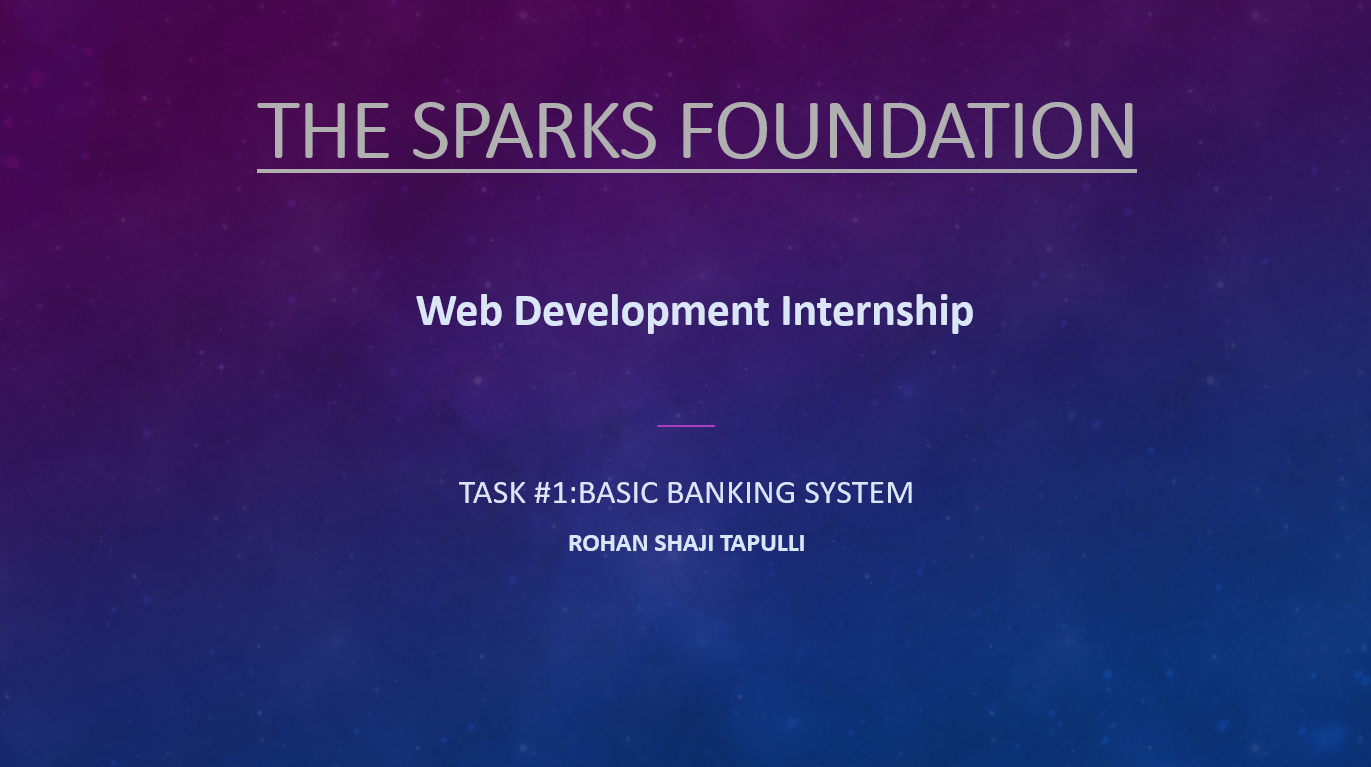 THE SPARKS FOUNDATION
Web Development Internship
TASK #1:BASIC BANKING SYSTEM
ROHAN SHAJI TAPULLI